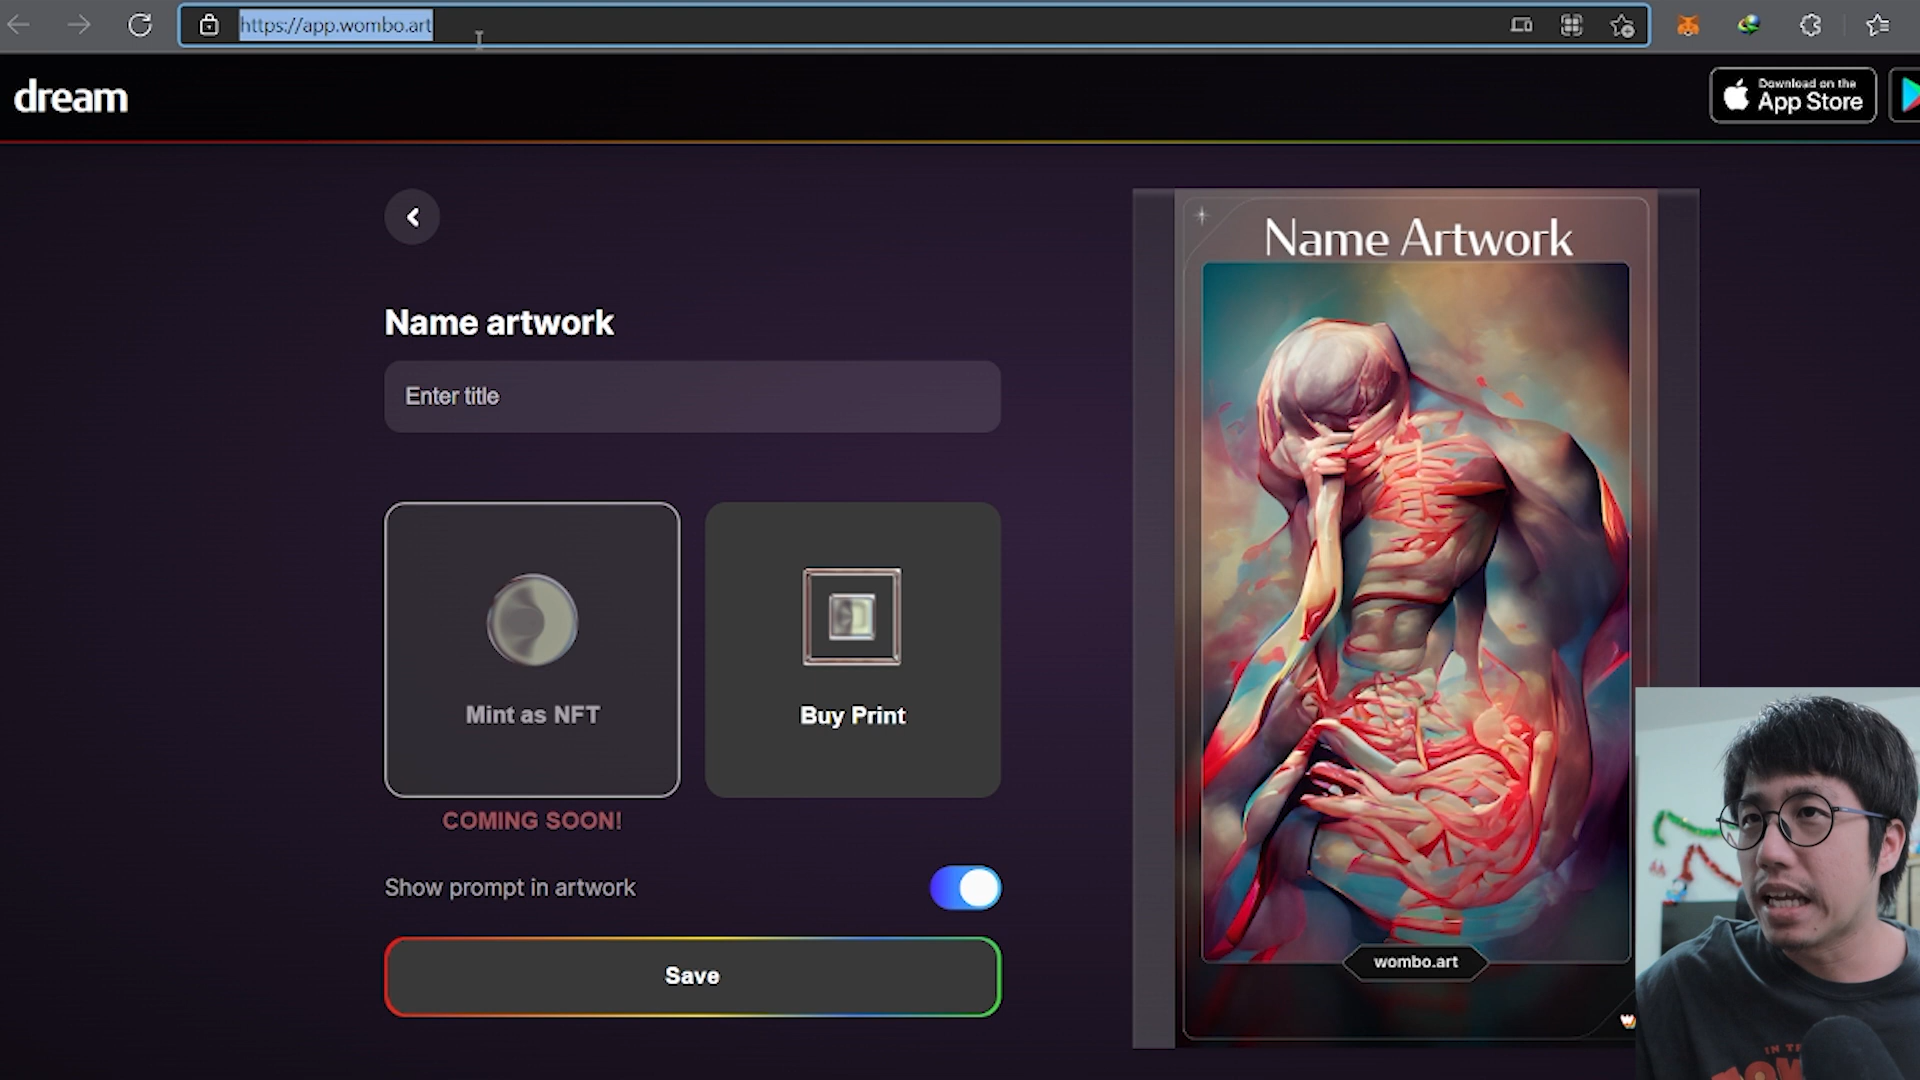 https://app.wombo.art
dream
Download on the
App Store
Name artwork
Enter title
Mint as NFT
Buy Print
COMING SOON!
Show prompt in artwork
Save
Name Artwork
wombo.art
IN T